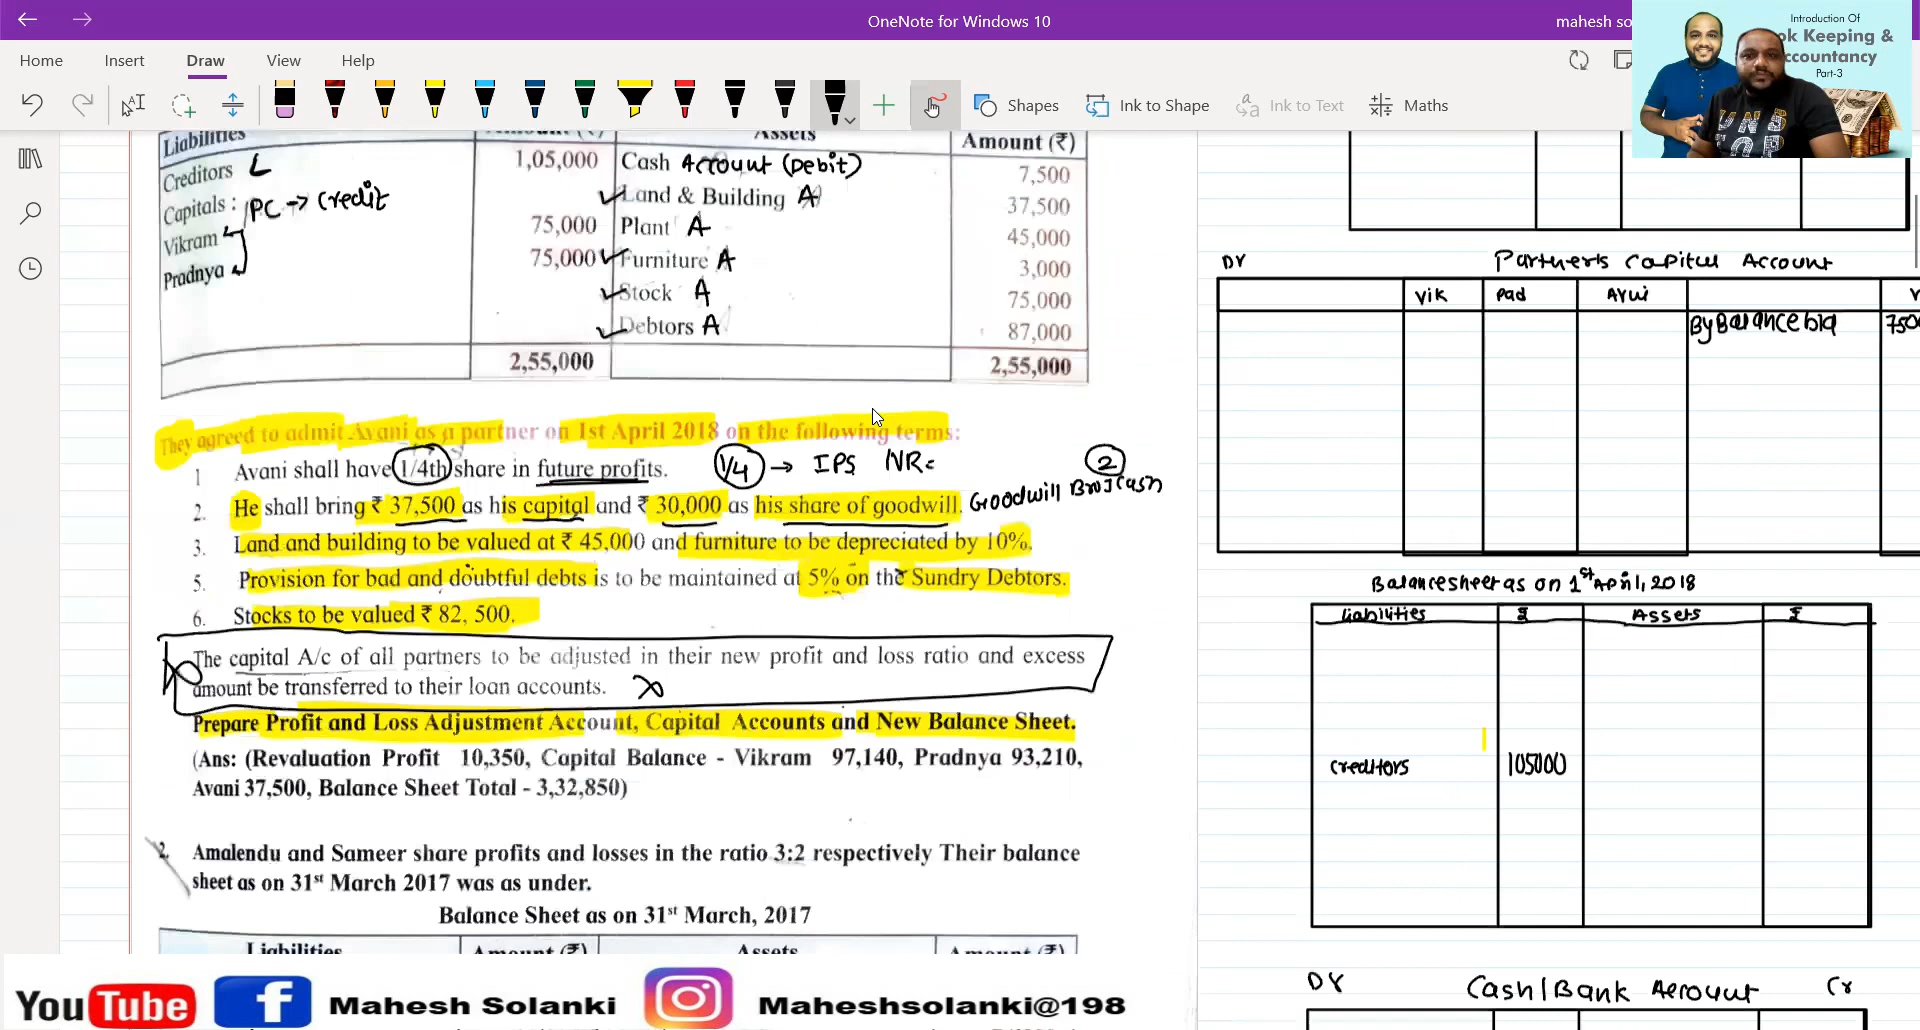 OneNote for Windows 10
mahesh so
Introduction Of
ok Keeping &
ccountancy
Part-3
Home Insert Draw View Help
Shapes Ink to Shape Ink to Text Maths
Liabilities Assets Amount (₹)
Creditors L 1,05,000 Cash Account (Debit) 7,500
Capitals : PC → Credit Land & Building A 37,500
Vikram 75,000 Plant A 45,000
Pradnya 75,000 Furniture A 3,000
Stock A 75,000
Debtors A 87,000
2,55,000 2,55,000
They agreed to admit Avani as a partner on 1st April 2018 on the following terms:
1 Avani shall have 1/4th share in future profits. 1/4 → IPS NR= 2
2. He shall bring ₹ 37,500 as his capital and ₹ 30,000 as his share of goodwill. Goodwill Cash
3. Land and building to be valued at ₹ 45,000 and furniture to be depreciated by 10%.
5. Provision for bad and doubtful debts is to be maintained at 5% on the Sundry Debtors.
6. Stocks to be valued ₹ 82, 500.
The capital A/c of all partners to be adjusted in their new profit and loss ratio and excess
amount be transferred to their loan accounts.
Prepare Profit and Loss Adjustment Account, Capital Accounts and New Balance Sheet.
(Ans: (Revaluation Profit 10,350, Capital Balance - Vikram 97,140, Pradnya 93,210,
Avani 37,500, Balance Sheet Total - 3,32,850)
2. Amalendu and Sameer share profits and losses in the ratio 3:2 respectively Their balance
sheet as on 31st March 2017 was as under.
Balance Sheet as on 31st March, 2017
Liabilities Amount (₹) Assets Amount (₹)
Dr Partners Capital Account
Vik Pad Avni
By Balance b/d 7500
Balancesheet as on 1st April, 2018
Liabilities ₹ Assets ₹
creditors 105000
Dr Cash/Bank Account Cr
YouTube f Mahesh Solanki Maheshsolanki@198